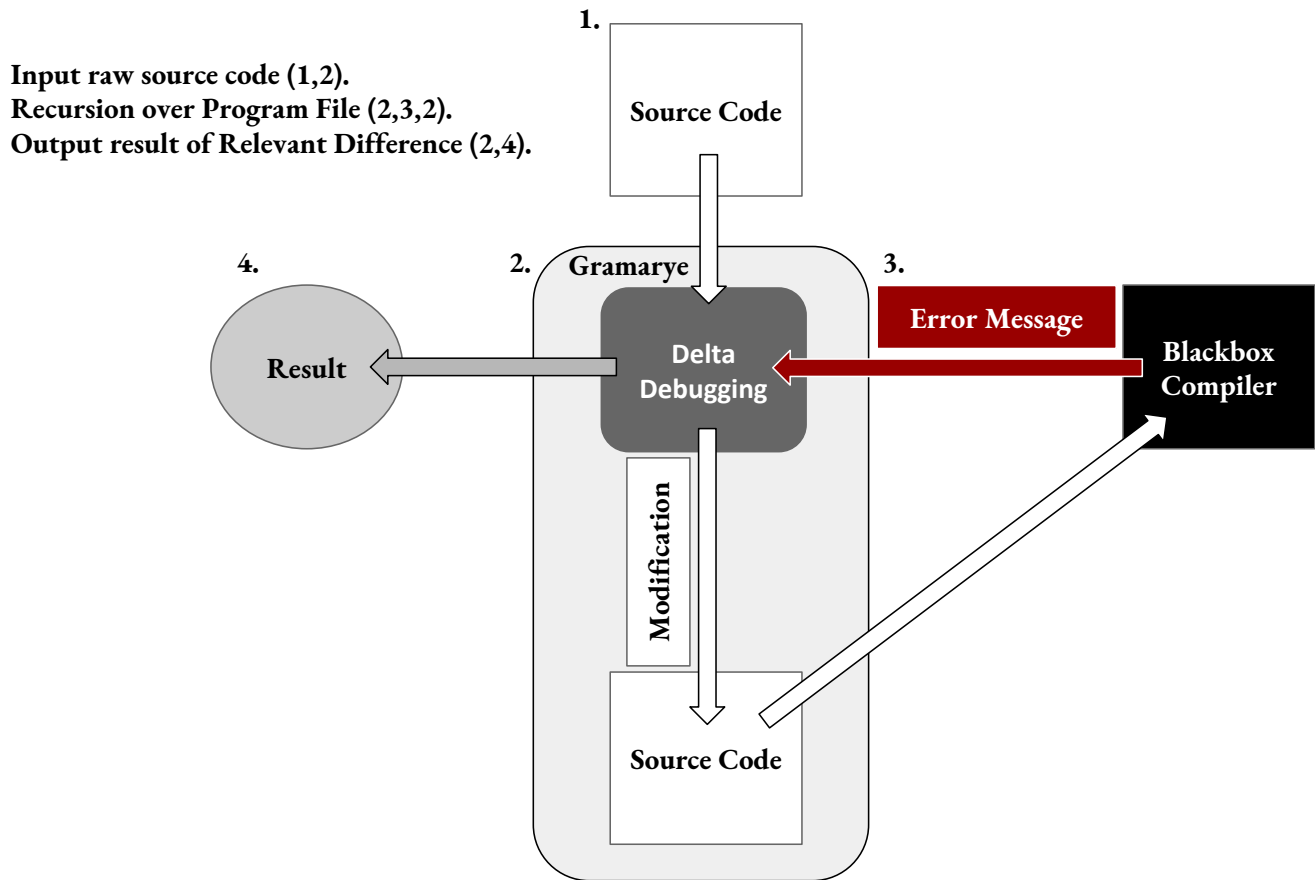 1.
Input raw source code (1,2).
Recursion over Program File (2,3,2).
Output result of Relevant Difference (2,4).
Source Code
4.
2.
Gramarye
3.
Error Message
Result
Delta
Debugging
Blackbox
Compiler
Modification
Source Code